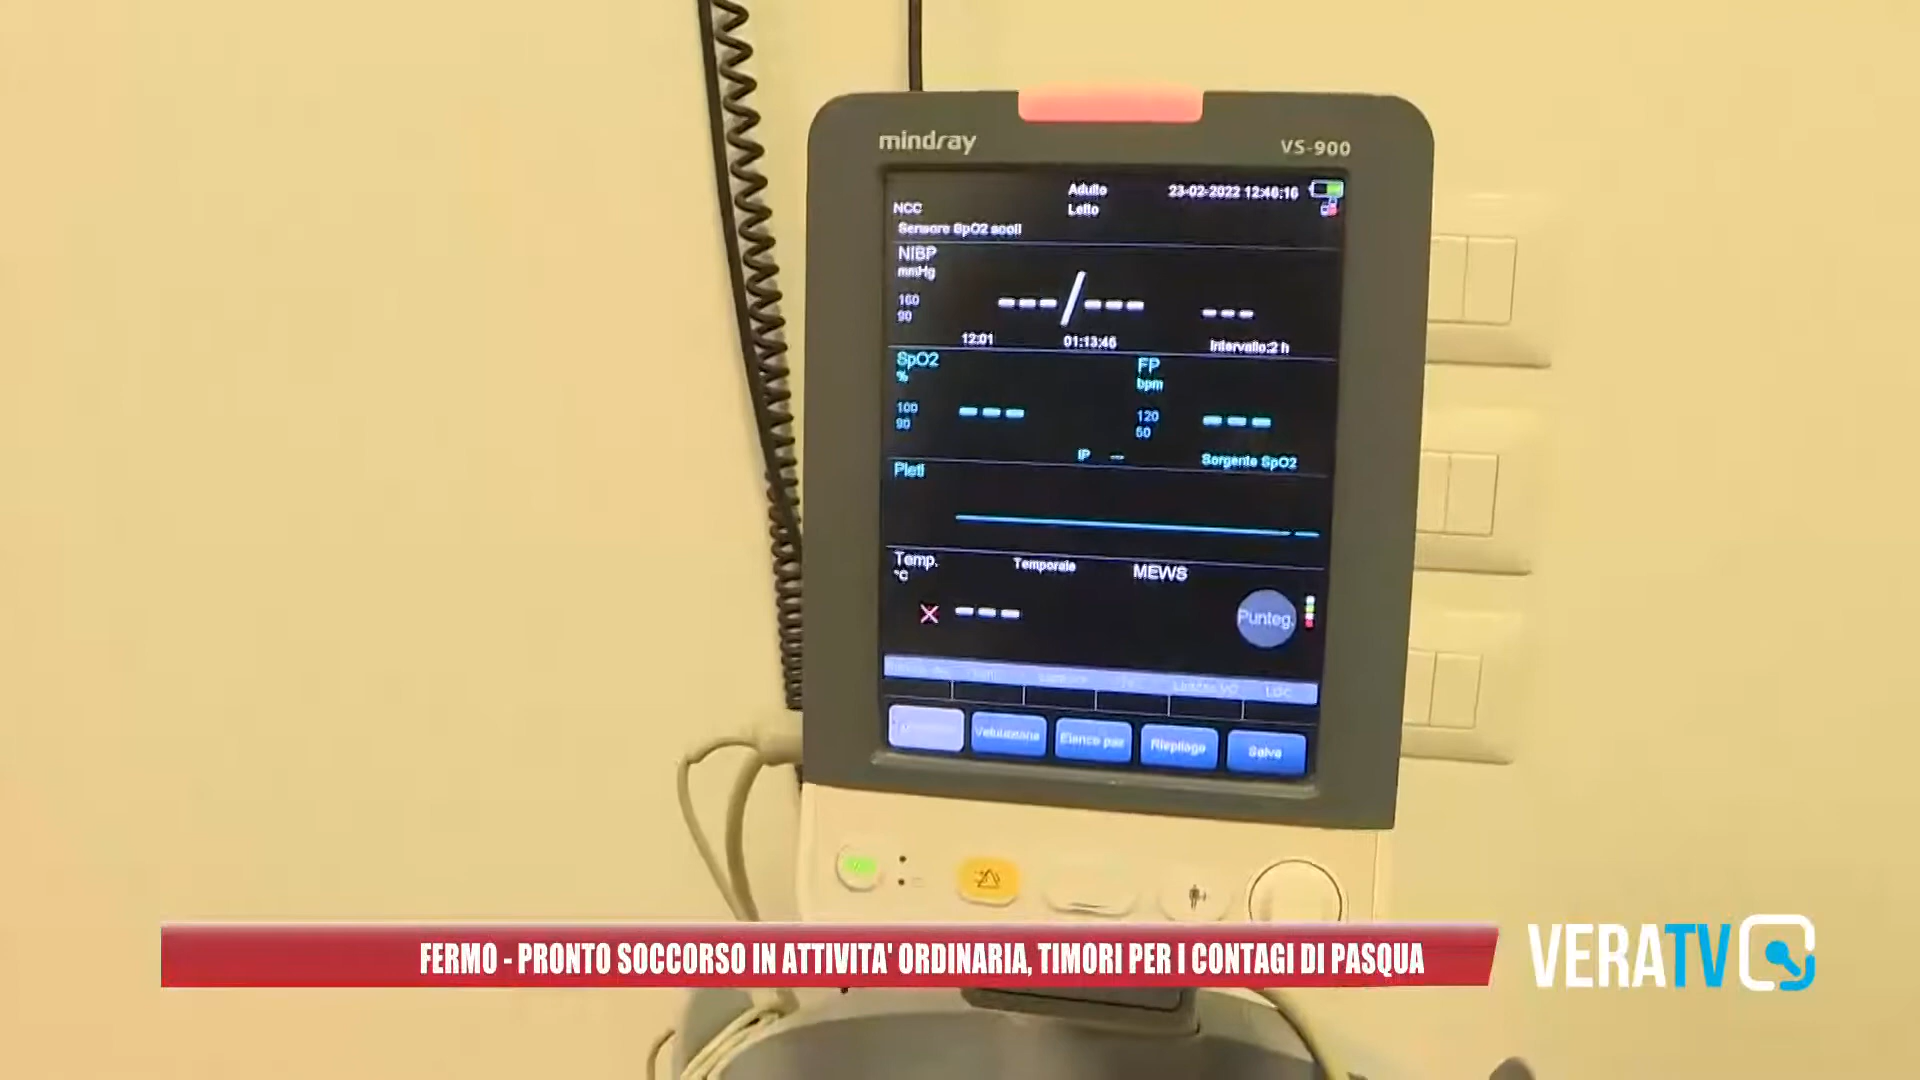 mindray
VS-900
Adulto
23-02-2022 12:46:16
NCC
Letto
Sensore SpO2 scoll
NIBP
mmHg
160
90
---/---
---
12:01
01:13:46
Intervallo:2 h
SpO2
%
100
90
---
FP
bpm
120
50
---
IP --
Sorgente SpO2
Pleti
Temp.
°C
Temporale
MEWS
X ---
Punteg.
LOC
Valutazione
Elenco paz
Riepilogo
Salva
FERMO - PRONTO SOCCORSO IN ATTIVITA' ORDINARIA, TIMORI PER I CONTAGI DI PASQUA
VERATV